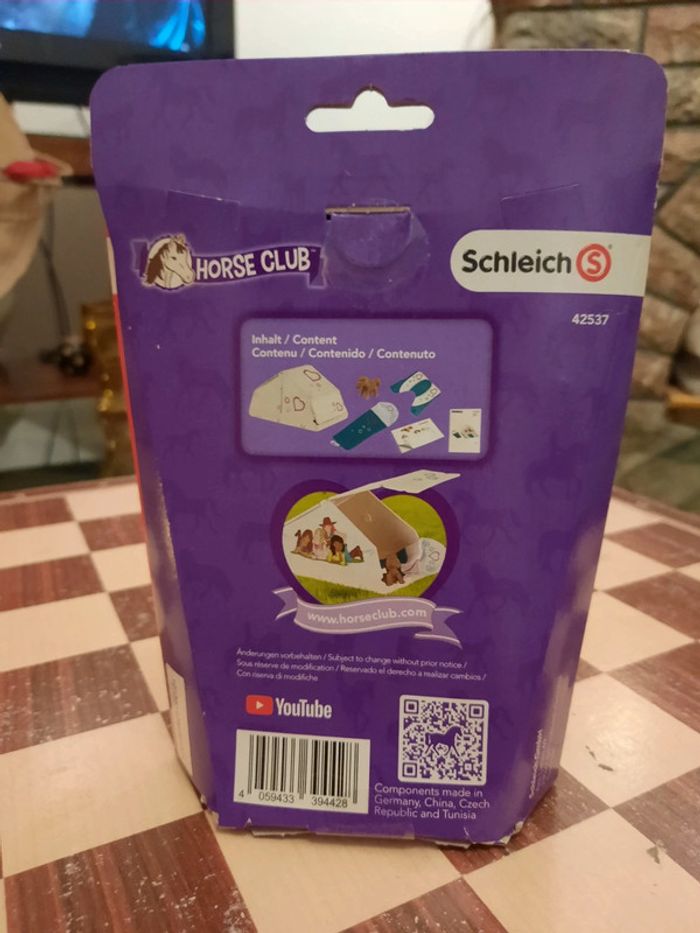 HORSE CLUB™
Schleich S
42537
Inhalt / Content
Contenu / Contenido / Contenuto
www.horseclub.com
Änderungen vorbehalten / Subject to change without prior notice /
Sous réserve de modification / Reservado el derecho a realizar cambios /
Con riserva di modifiche
YouTube
4 059433 394428
Components made in
Germany, China, Czech
Republic and Tunisia